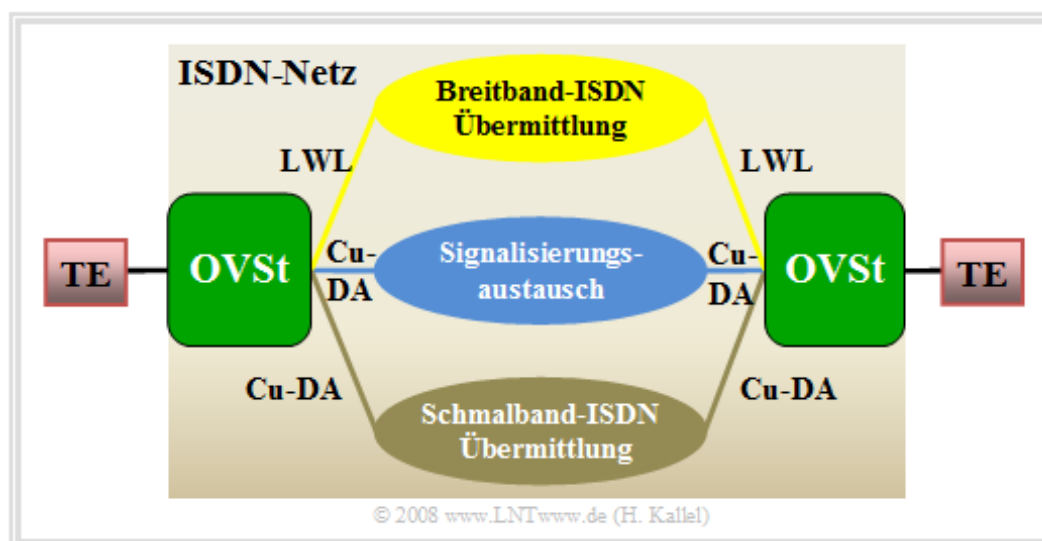 ISDN-Netz
Breitband-ISDN
Übermittlung
LWL
LWL
TE
OVSt
Cu-
DA
Signalisierungs-
austausch
Cu-
DA
OVSt
TE
Cu-DA
Cu-DA
Schmalband-ISDN
Übermittlung
© 2008 www.LNTwww.de (H. Kallel)